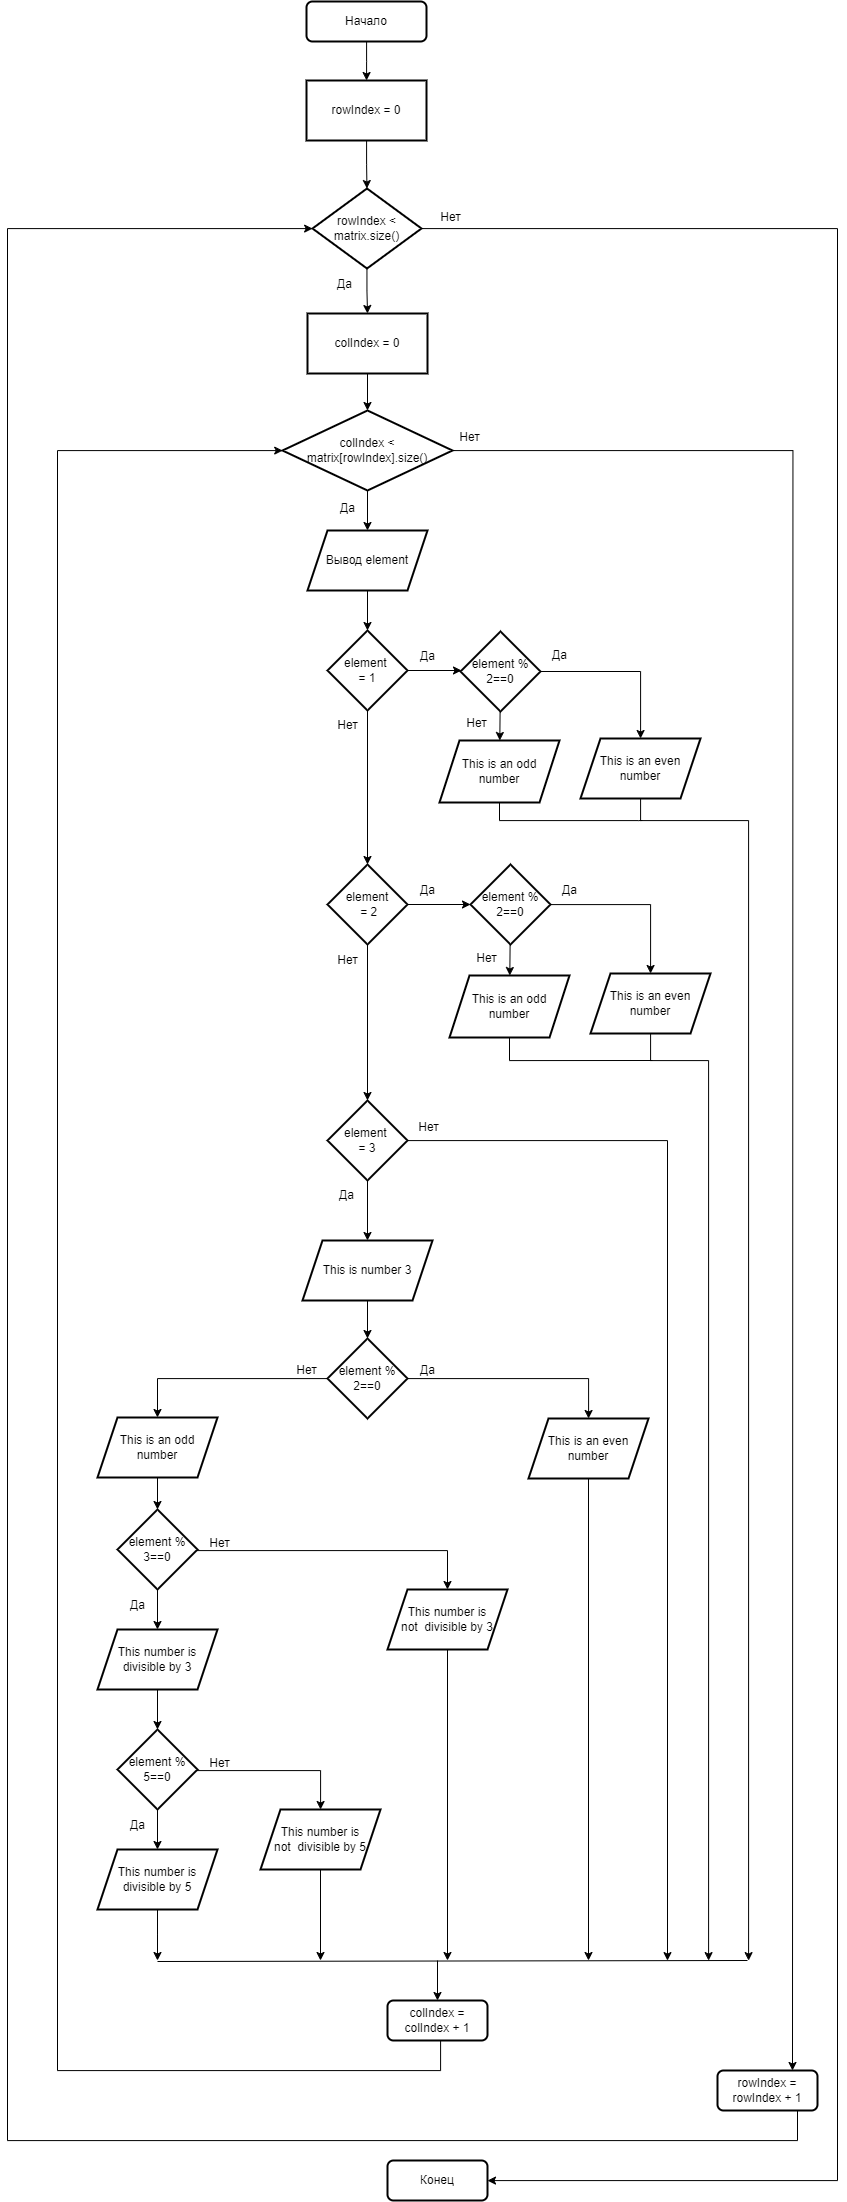 Начало
rowIndex = 0
rowIndex <
matrix.size()
Нет
Да
colIndex = 0
colIndex <
matrix[rowIndex].size()
Нет
Да
Вывод element
element
= 1
Да
element %
2==0
Да
Нет
Нет
This is an odd
number
This is an even
number
element
= 2
Да
element %
2==0
Да
Нет
Нет
This is an odd
number
This is an even
number
element
= 3
Нет
Да
This is number 3
Нет
element %
2==0
Да
This is an odd
number
This is an even
number
element %
3==0
Нет
Да
This number is
not divisible by 3
This number is
divisible by 3
element %
5==0
Нет
Да
This number is
not divisible by 5
This number is
divisible by 5
colIndex =
colIndex + 1
rowIndex =
rowIndex + 1
Конец